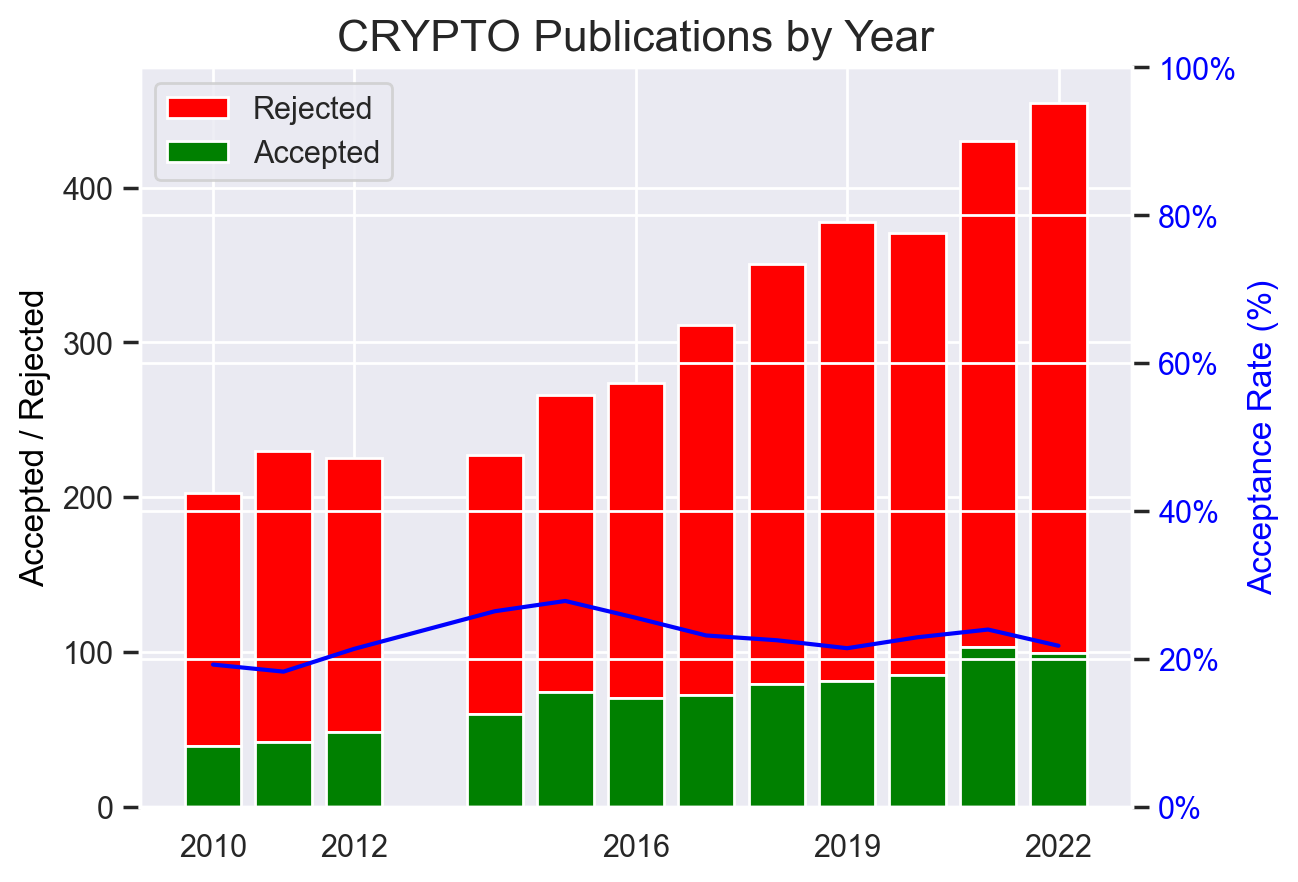 CRYPTO Publications by Year
Rejected
Accepted
Accepted / Rejected
400
300
200
100
0
100%
80%
60%
40%
20%
0%
Acceptance Rate (%)
2010 2012 2016 2019 2022